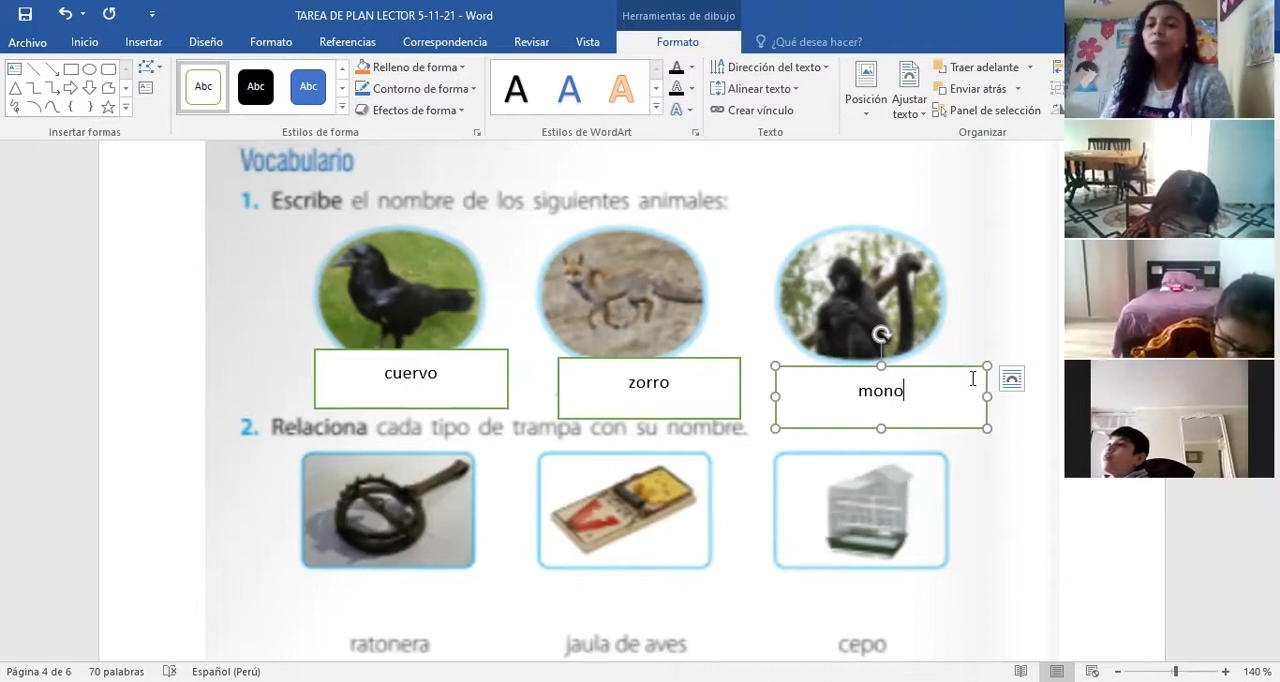 TAREA DE PLAN LECTOR 5-11-21 - Word
Herramientas de dibujo
Archivo Inicio Insertar Diseño Formato Referencias Correspondencia Revisar Vista Formato ¿Qué desea hacer?
Abc Abc Abc
Relleno de forma
Contorno de forma
Efectos de forma
A A A
Dirección del texto
Alinear texto
Crear vínculo
Posición
Ajustar texto
Traer adelante
Enviar atrás
Panel de selección
Insertar formas Estilos de forma Estilos de WordArt Texto Organizar
Vocabulario
1. Escribe el nombre de los siguientes animales:
cuervo zorro mono
2. Relaciona cada tipo de trampa con su nombre.
ratonera jaula de aves cepo
Página 4 de 6 70 palabras Español (Perú) 140 %